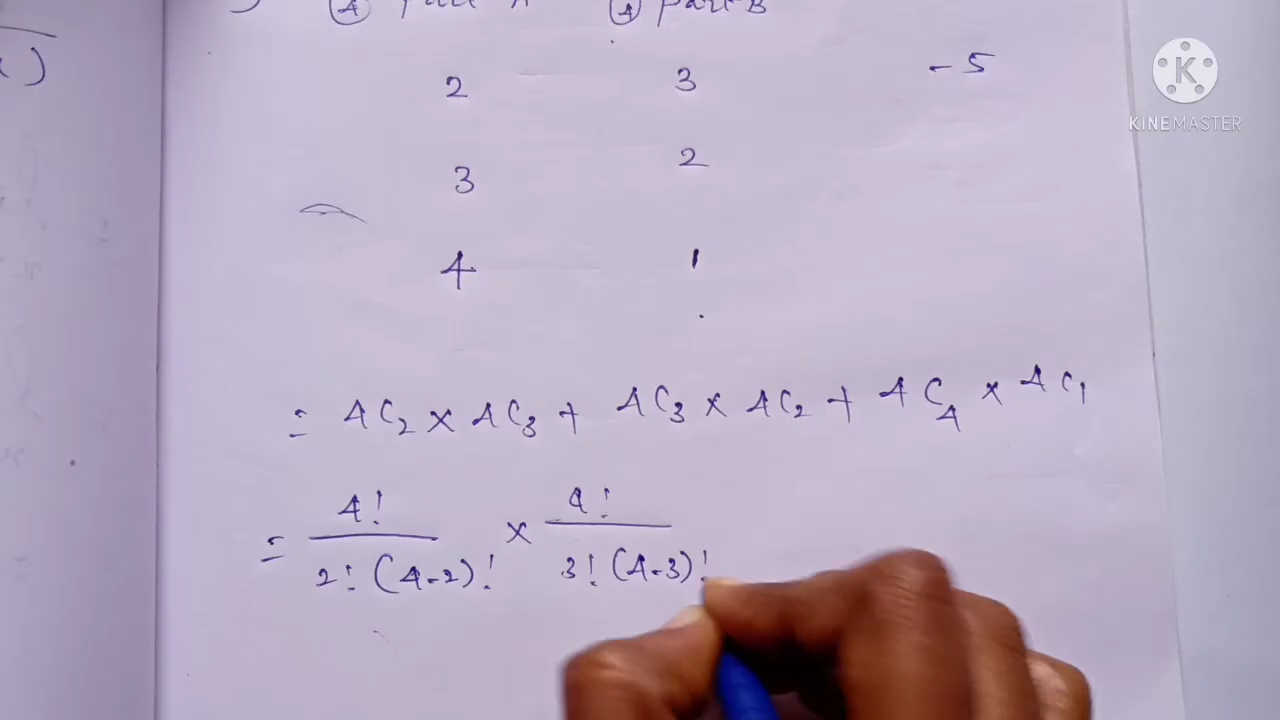 ④ Part A ④ Part B
2 3 - 5
3 2
4 1
= 4C₂ × 4C₃ + 4C₃ × 4C₂ + 4C₄ × 4C₁
= 4! / 2! (4-2)! × 4! / 3! (4-3)!
KINEMASTER